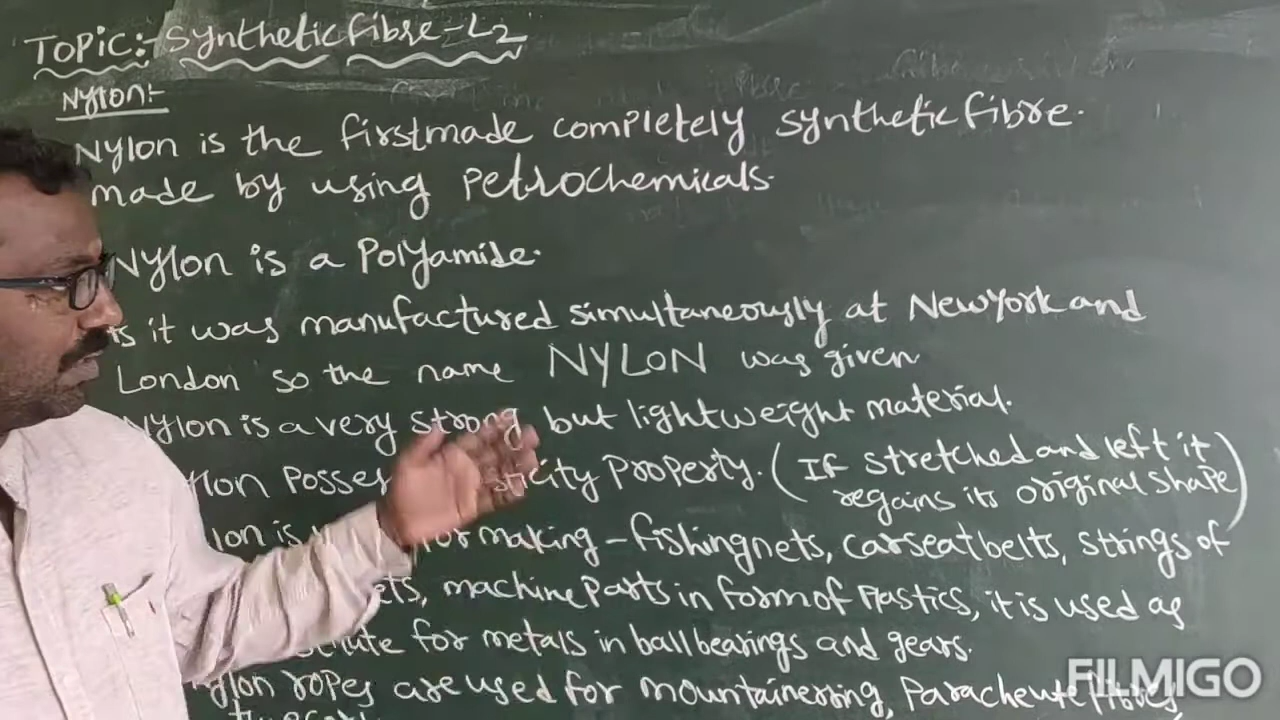 TOPIC:- Synthetic Fibre-L2
Nylon:-
Nylon is the firstmade completely synthetic fibre.
made by using petrochemicals.
Nylon is a Polyamide.
it was manufactured simultaneously at Newyork and
London so the name NYLON was given
Nylon is a very strong but lightweight material.
Property. (If stretched and left it
regains its original shape)
making - fishingnets, carseatbelts, strings of
machine parts in form of plastics, it is used as
for metals in ballbearings and gears.
ropes are used for mountainerring, Paracheute fibres,
FILMIGO